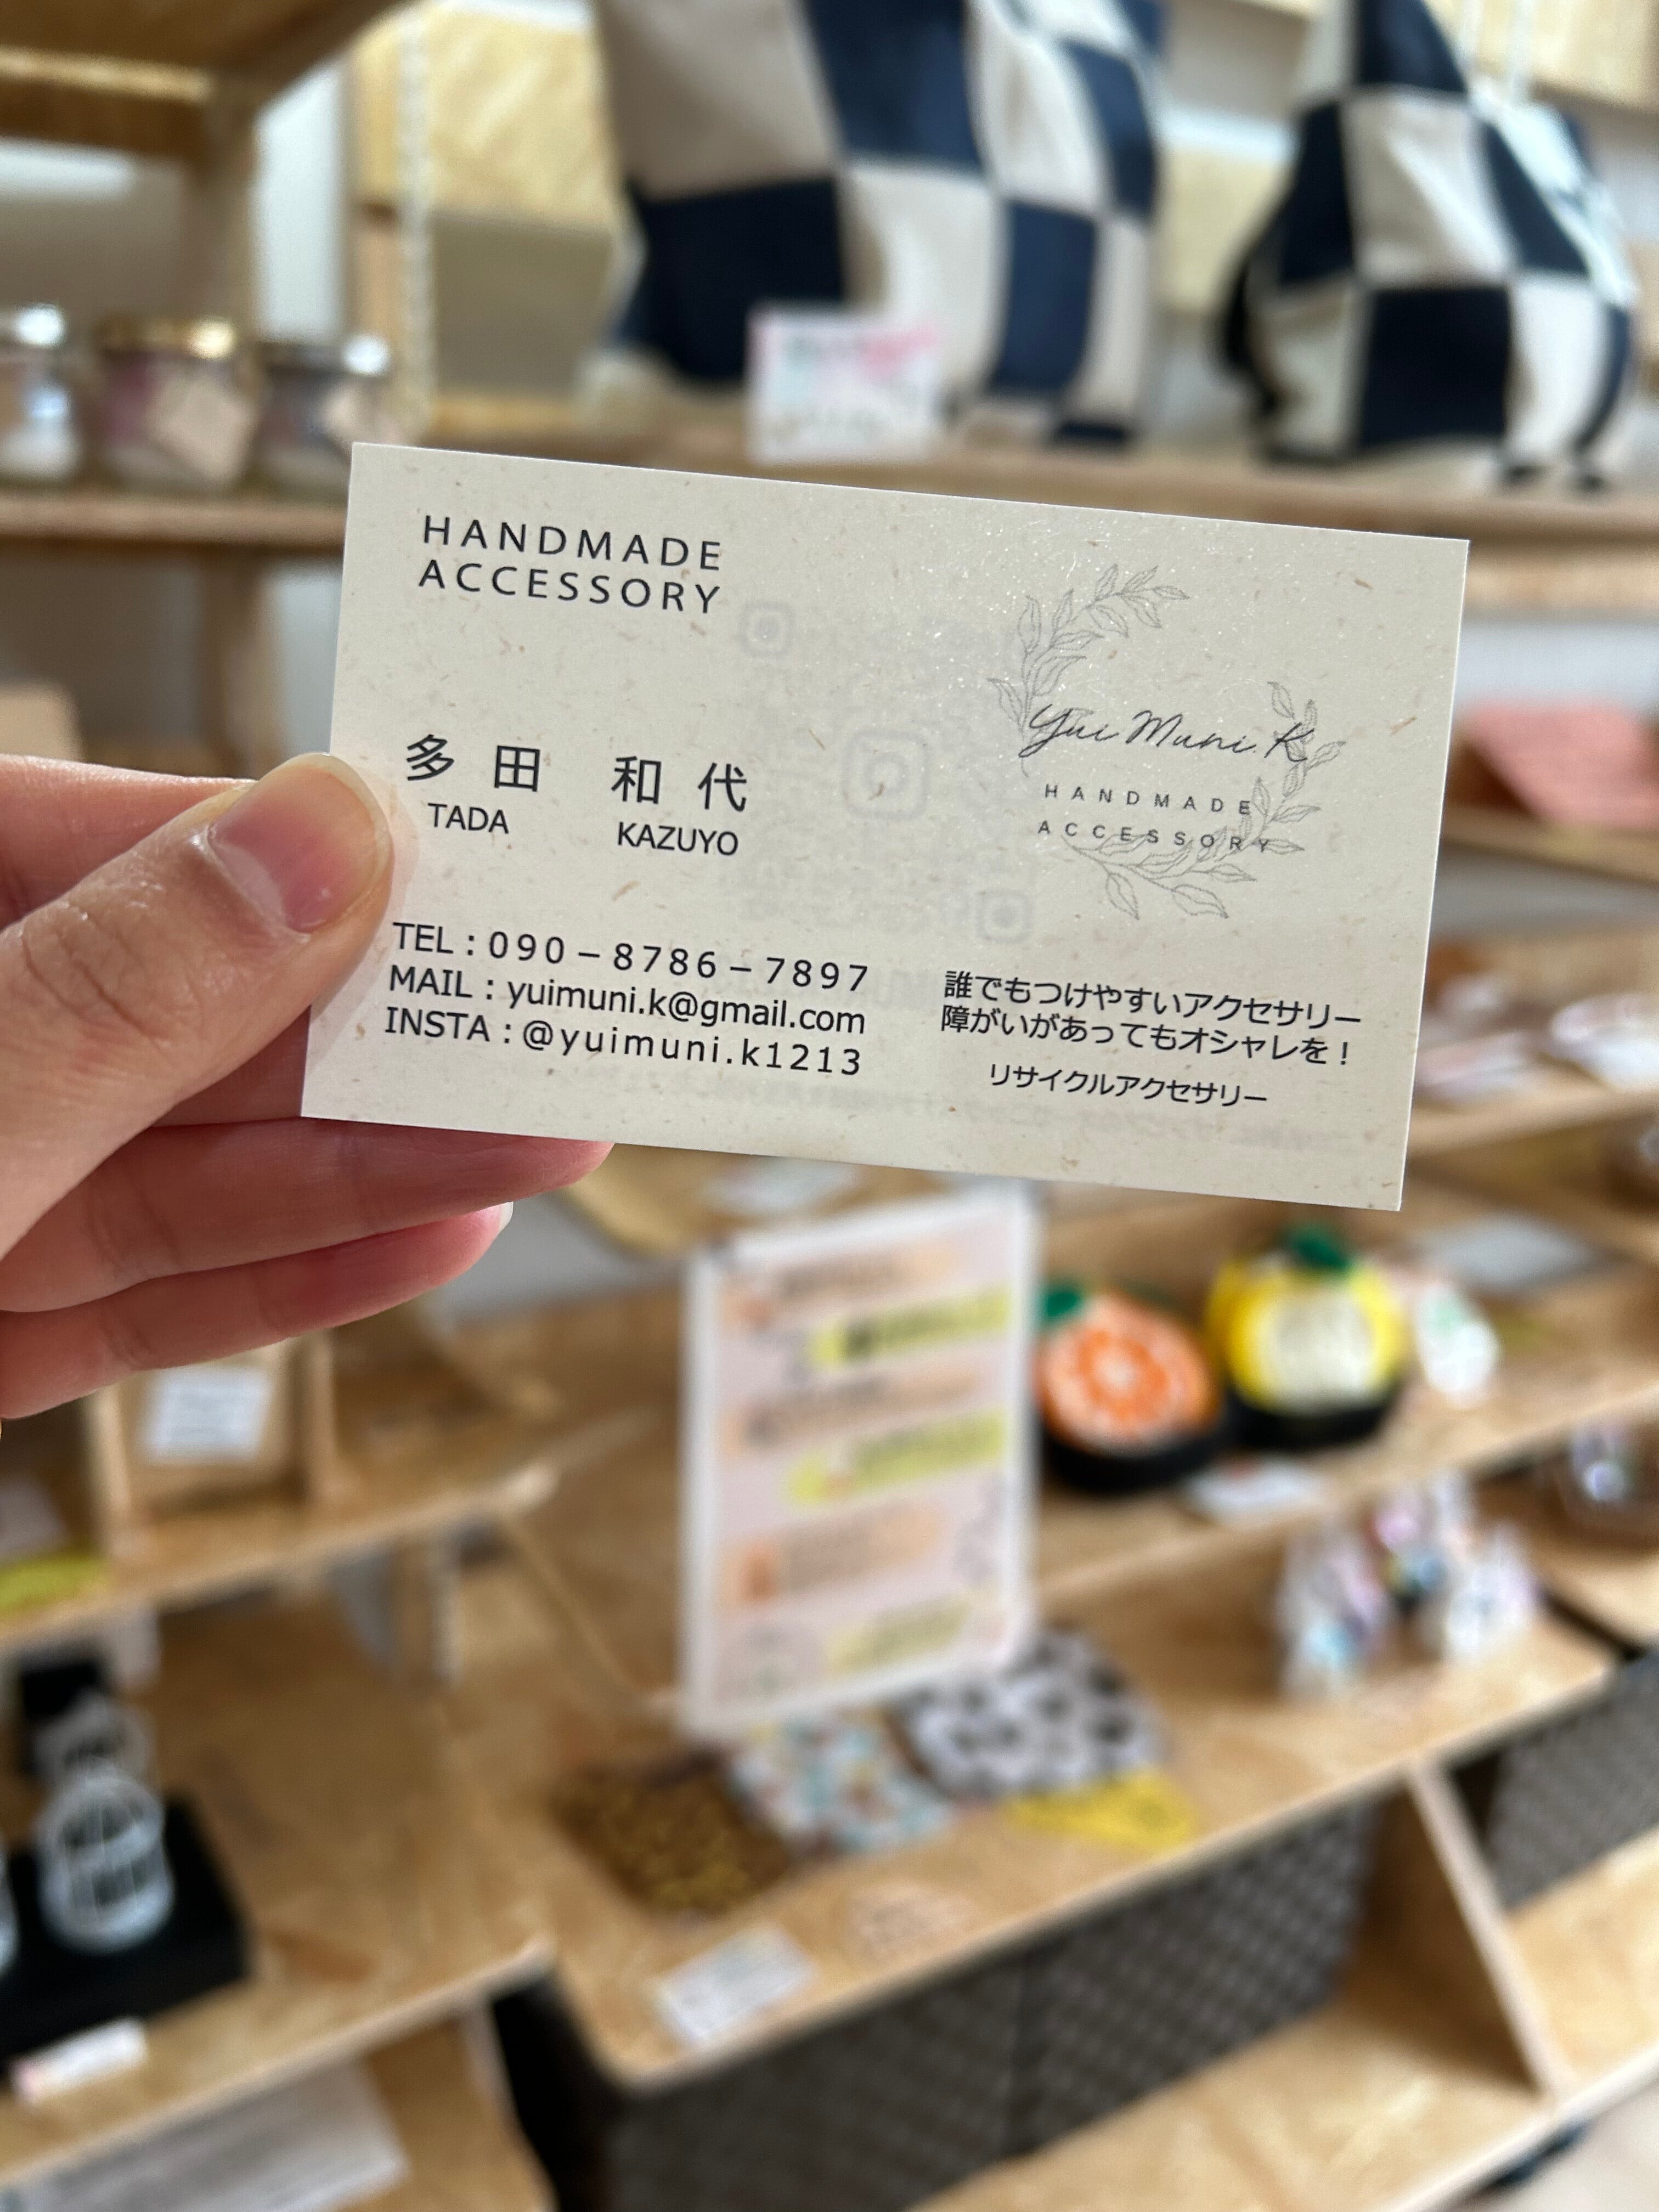 HANDMADE
ACCESSORY
多田 和代
TADA KAZUYO
TEL：090－8786－7897
MAIL：yuimuni.k@gmail.com
INSTA：@yuimuni.k1213
Yui Muni.K
HANDMADE
ACCESSORY
誰でもつけやすいアクセサリー
障がいがあってもオシャレを！
リサイクルアクセサリー